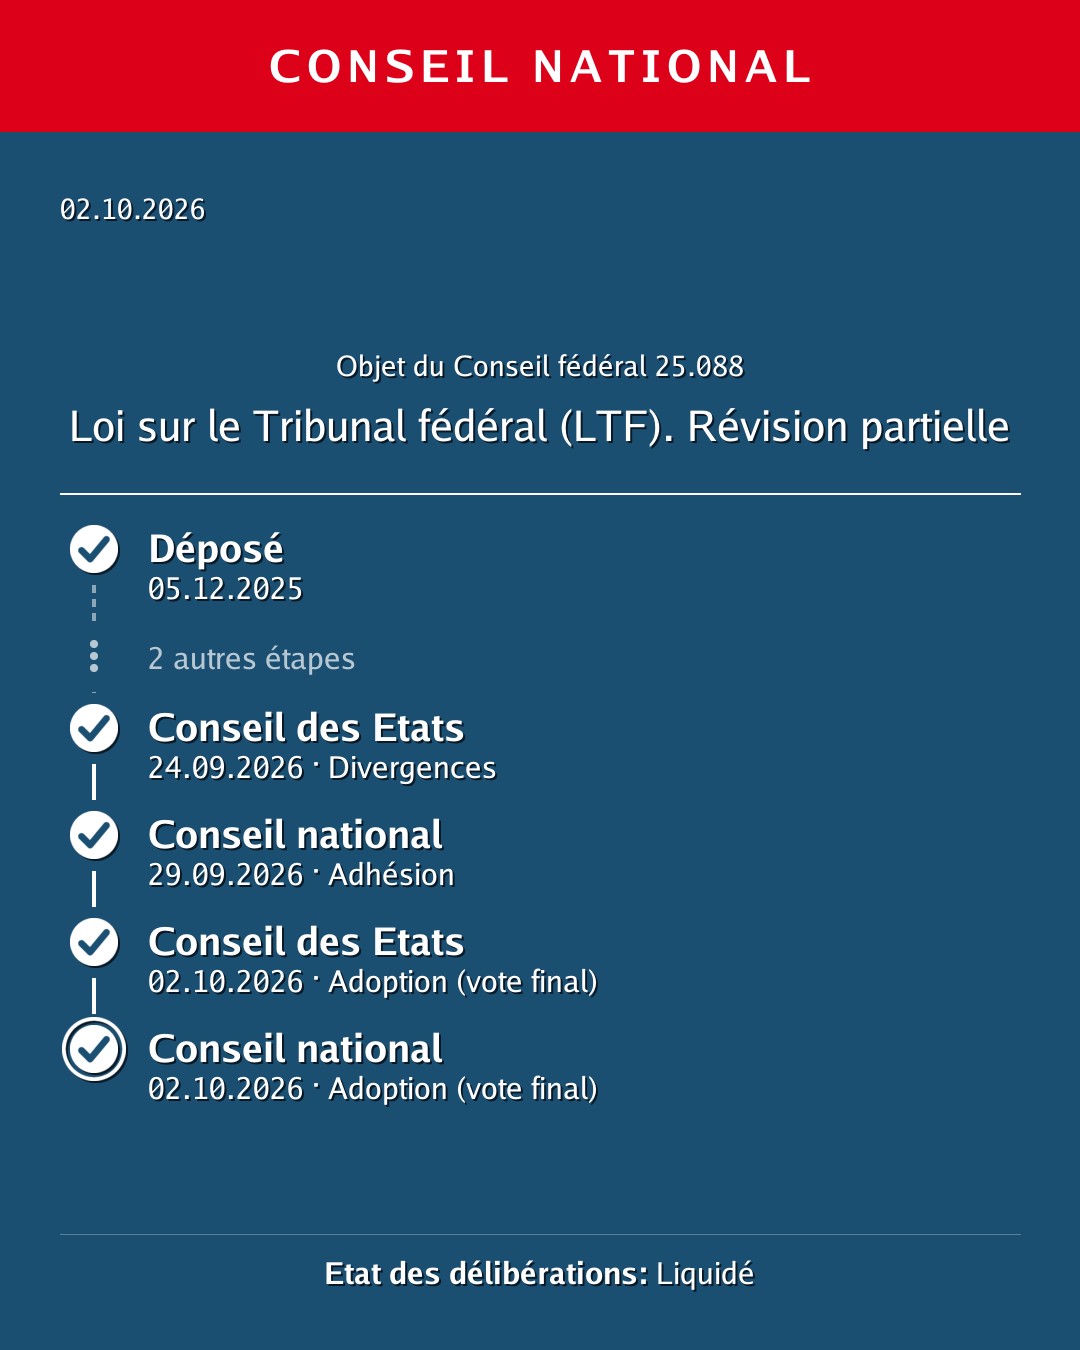 CONSEIL NATIONAL
02.10.2026
Objet du Conseil fédéral 25.088
Loi sur le Tribunal fédéral (LTF). Révision partielle
Déposé
05.12.2025
2 autres étapes
Conseil des Etats
24.09.2026 · Divergences
Conseil national
29.09.2026 · Adhésion
Conseil des Etats
02.10.2026 · Adoption (vote final)
Conseil national
02.10.2026 · Adoption (vote final)
Etat des délibérations: Liquidé